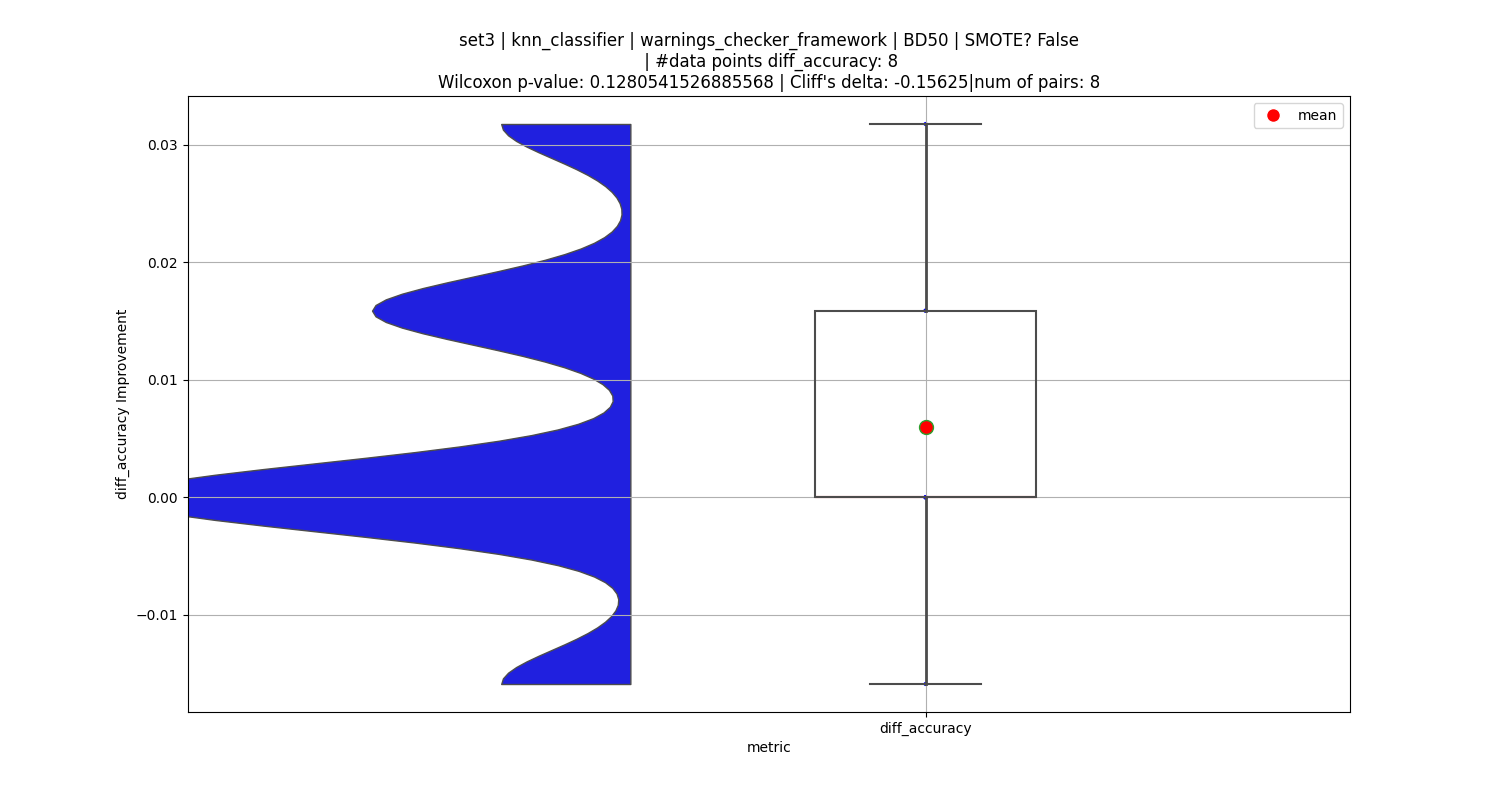 set3 | knn_classifier | warnings_checker_framework | BD50 | SMOTE? False
| #data points diff_accuracy: 8
Wilcoxon p-value: 0.1280541526885568 | Cliff's delta: -0.15625|num of pairs: 8
mean
0.03
0.02
0.01
0.00
−0.01
diff_accuracy Improvement
diff_accuracy
metric